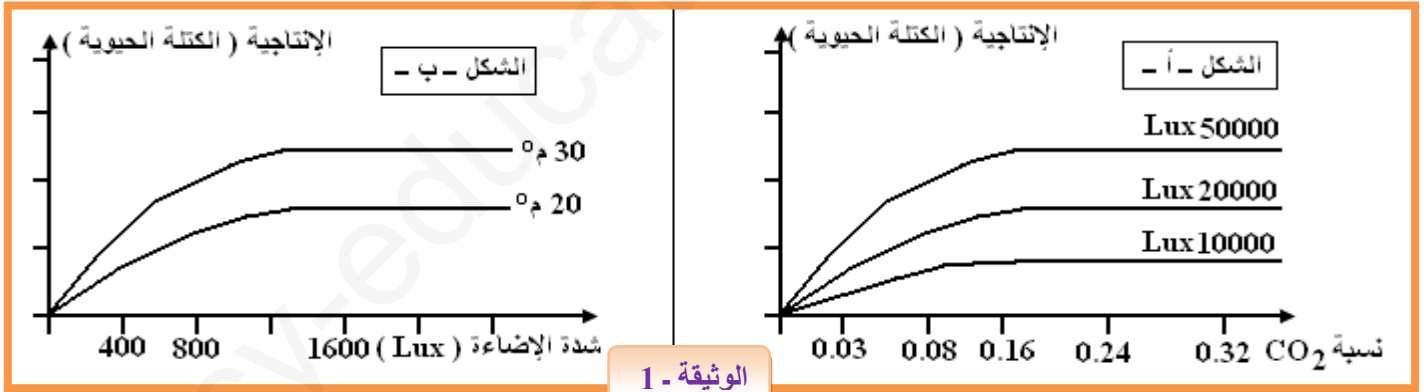 الإنتاجية ( الكتلة الحيوية )
الشكل ـ أ ـ
Lux 50000
Lux 20000
Lux 10000
0.03 0.08 0.16 0.24 0.32
نسبة CO₂
الإنتاجية ( الكتلة الحيوية )
الشكل ـ ب ـ
30 م°
20 م°
400 800 1600
شدة الإضاءة ( Lux )
الوثيقة ـ 1